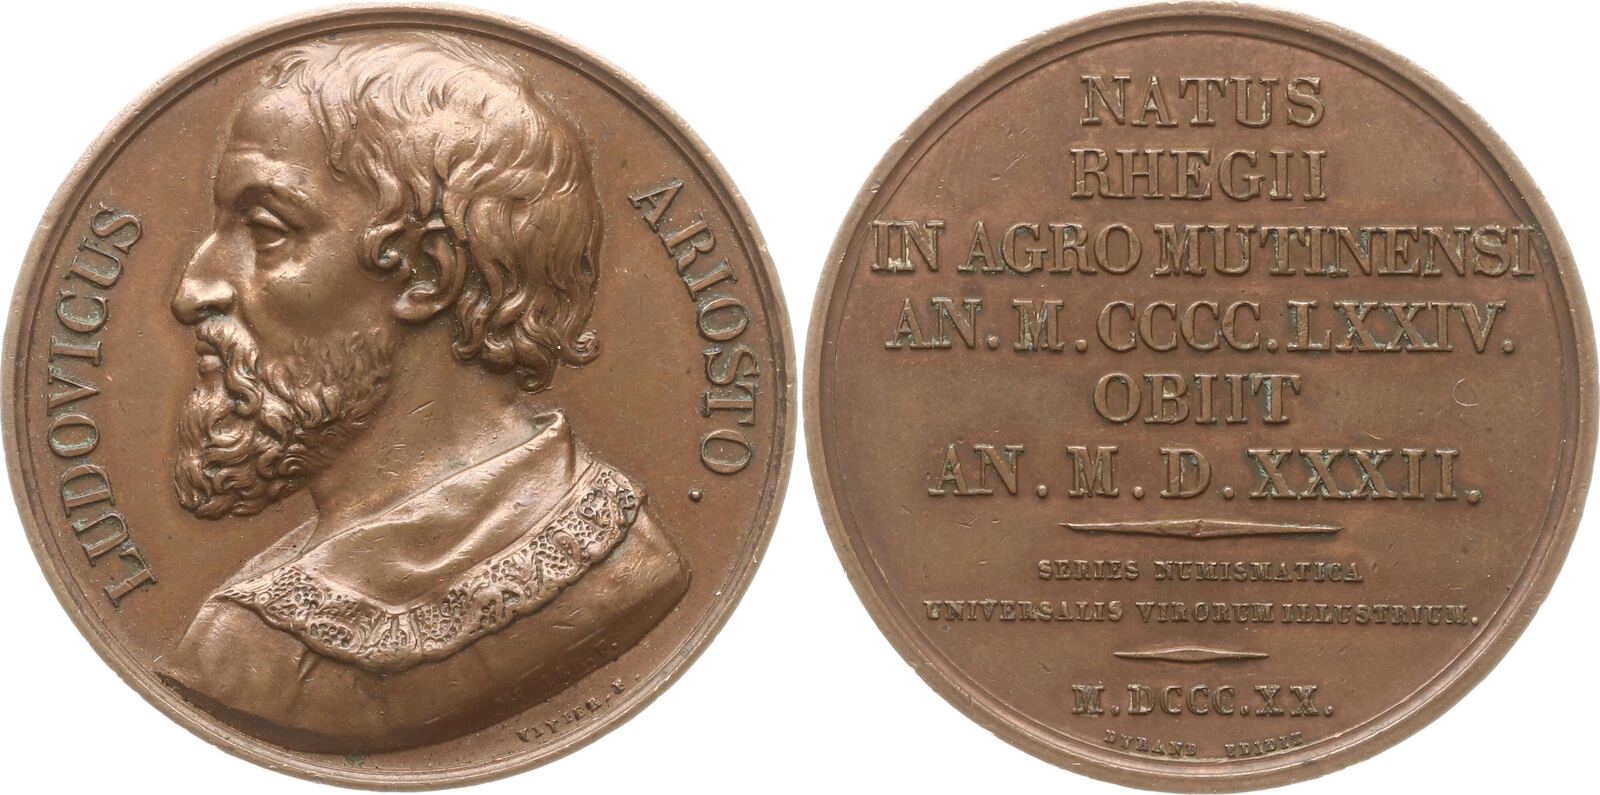 LUDOVICUS
ARIOSTO.
VIVIER. F.
NATUS
RHEGII
IN AGRO MUTINENSI
AN. M. CCCC. LXXIV.
OBIIT
AN. M. D. XXXII.
SERIES NUMISMATICA
UNIVERSALIS VIRORUM ILLUSTRIUM.
M. DCCC. XX.
DURAND EDIDIT